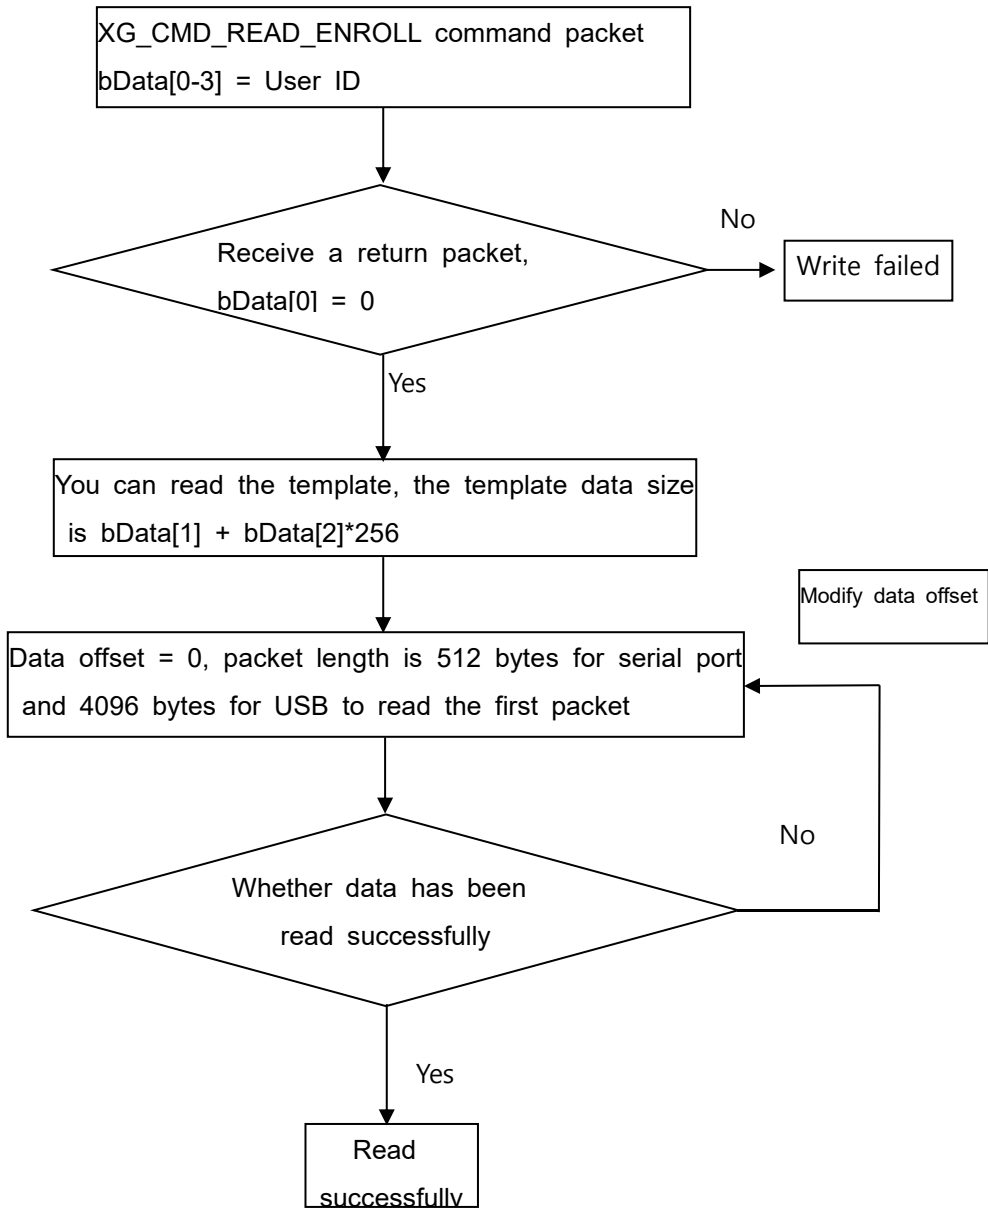 XG_CMD_READ_ENROLL command packet
bData[0-3] = User ID
No
Receive a return packet,
bData[0] = 0
Write failed
Yes
You can read the template, the template data size
is bData[1] + bData[2]*256
Modify data offset
Data offset = 0, packet length is 512 bytes for serial port
and 4096 bytes for USB to read the first packet
No
Whether data has been
read successfully
Yes
Read
successfully